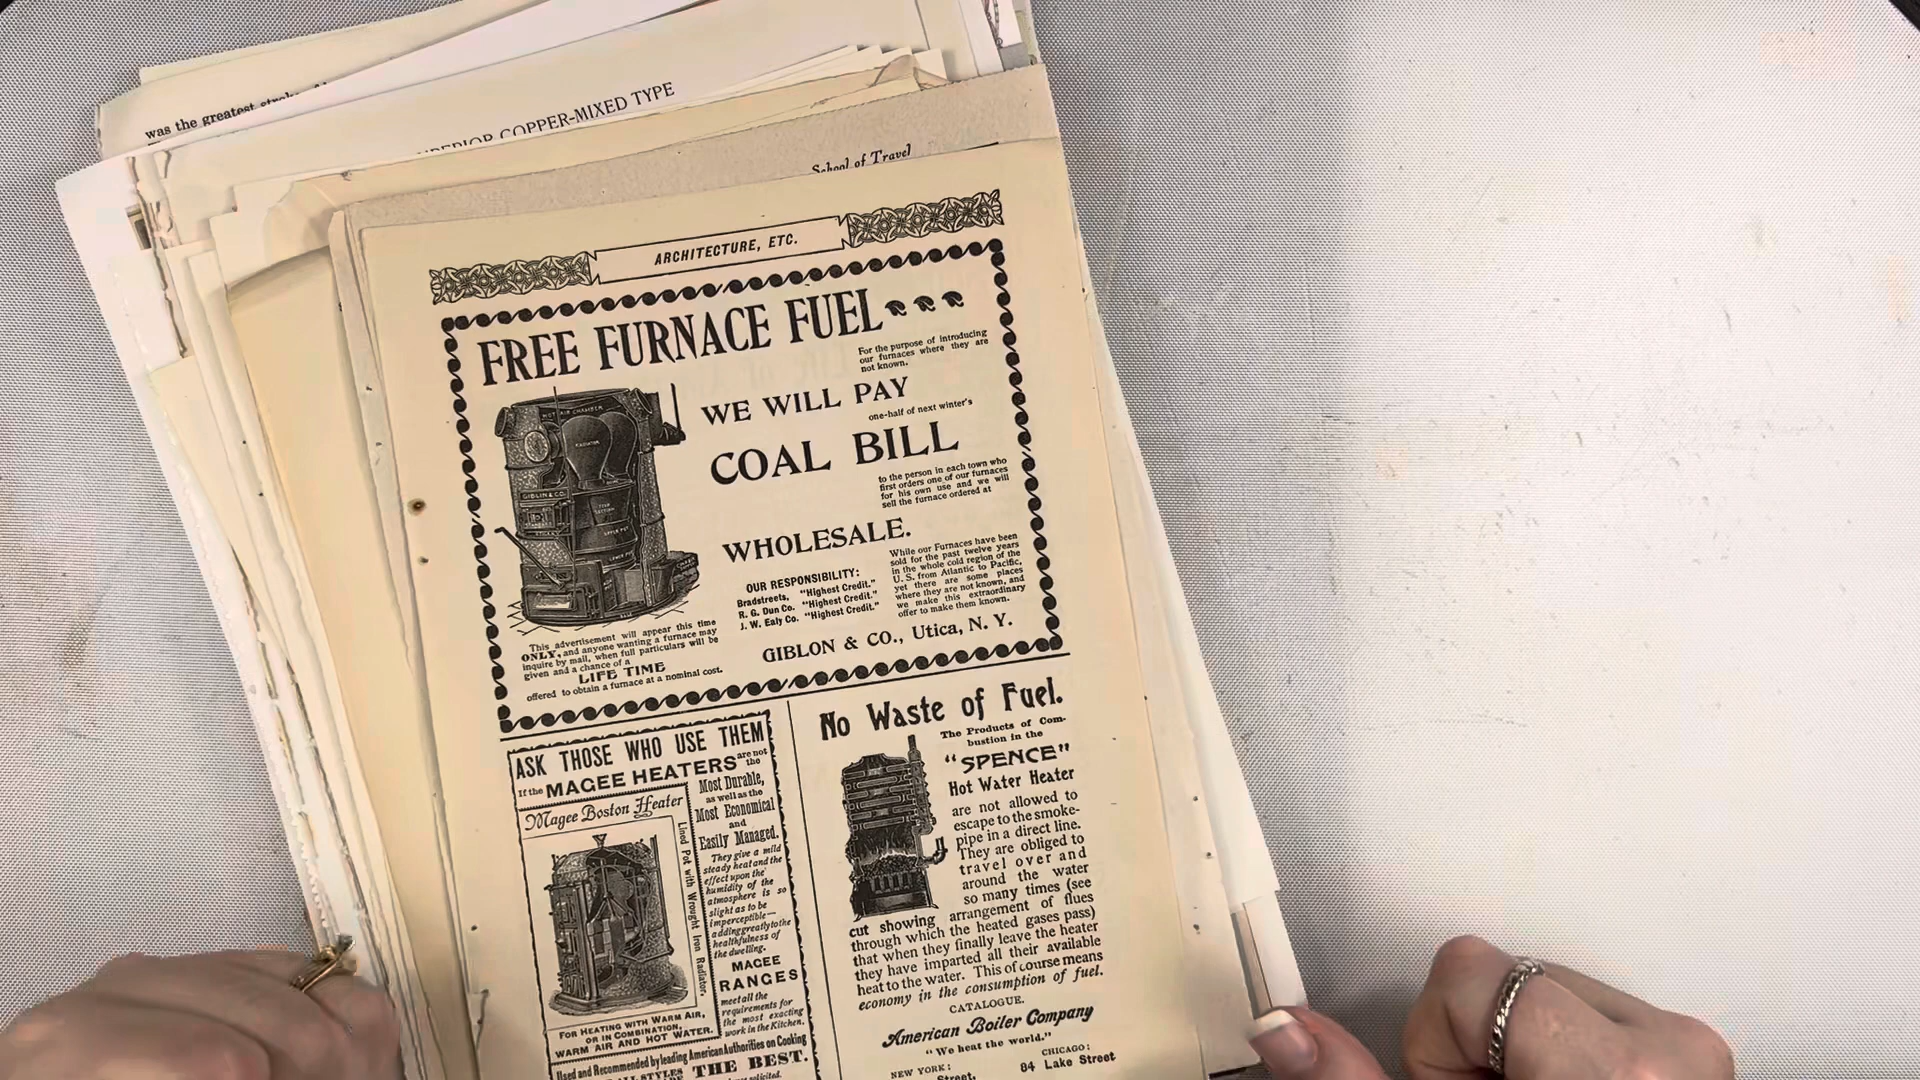 was the greatest
SUPERIOR COPPER-MIXED TYPE
School of Travel
ARCHITECTURE, ETC.
FREE FURNACE FUEL
For the purpose of introducing
our furnaces where they are
not known.
WE WILL PAY
one-half of next winter's
COAL BILL
to the person in each town who
first orders one of our furnaces
for his own use and we will
sell the furnace ordered at
WHOLESALE.
HOT AIR CHAMBER
RADIATOR
GIBLIN & CO.
OUR RESPONSIBILITY:
Bradstreets, "Highest Credit."
R. G. Dun Co. "Highest Credit."
J. W. Ealy Co. "Highest Credit."
While our Furnaces have been
sold for the past twelve years
in the whole cold region of the
U. S. from Atlantic to Pacific,
yet there are some places
where they are not known, and
we make this extraordinary
offer to make them known.
GIBLON & CO., Utica, N. Y.
This advertisement will appear this time
ONLY, and anyone wanting a furnace may
inquire by mail, when full particulars will be
given and a chance of a
LIFE TIME
offered to obtain a furnace at a nominal cost.
ASK THOSE WHO USE THEM
If the MAGEE HEATERS are not
the
Most Durable,
as well as the
Most Economical
and
Easily Managed.
They give a mild
steady heat and the
effect upon the
humidity of the
atmosphere is so
slight as to be
imperceptible—
adding greatly to the
healthfulness of
the dwelling.
MAGEE
RANGES
meet all the
requirements for
the most exacting
work in the Kitchen.
Magee Boston Heater
Lined Pot with Wrought Iron Radiator.
FOR HEATING WITH WARM AIR,
OR IN COMBINATION,
WARM AIR AND HOT WATER.
Used and Recommended by leading American Authorities on Cooking
ALL STYLES THE BEST.
No Waste of Fuel.
The Products of Com-
bustion in the
"SPENCE"
Hot Water Heater
are not allowed to
escape to the smoke-
pipe in a direct line.
They are obliged to
travel over and
around the water
so many times (see
cut showing arrangement of flues
through which the heated gases pass)
that when they finally leave the heater
they have imparted all their available
heat to the water. This of course means
economy in the consumption of fuel.
CATALOGUE.
American Boiler Company
"We heat the world."
NEW YORK:
Street,
CHICAGO:
84 Lake Street